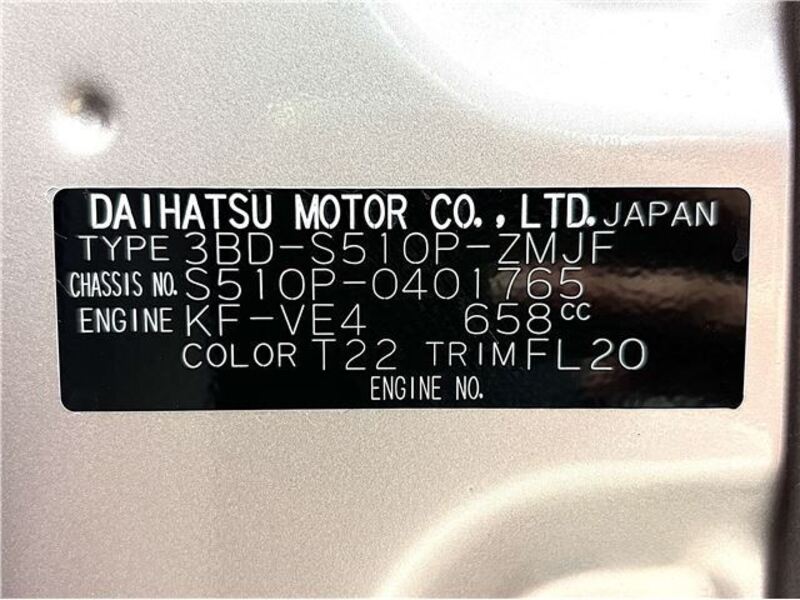 DAIHATSU MOTOR CO., LTD. JAPAN
TYPE 3BD-S510P-ZMJF
CHASSIS NO. S510P-0401765
ENGINE KF-VE4 658cc
COLOR T22 TRIM FL20
ENGINE NO.